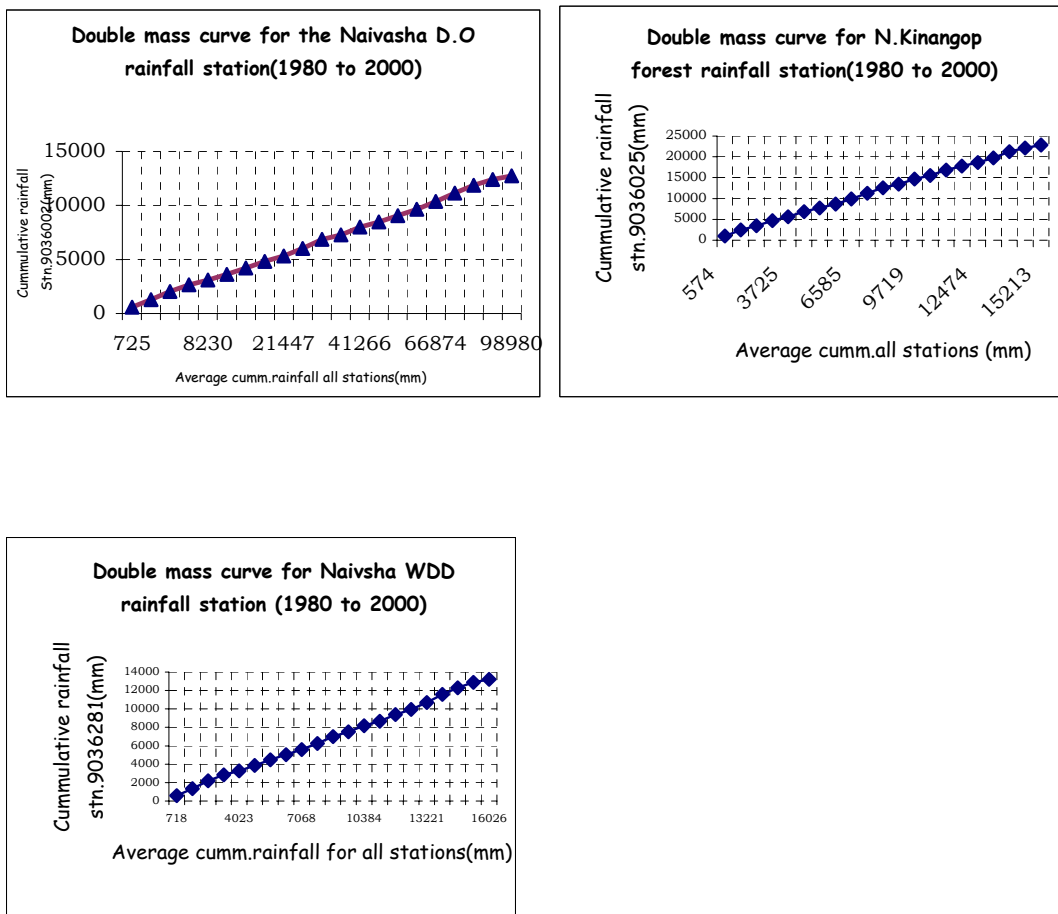 Double mass curve for the Naivasha D.O
rainfall station(1980 to 2000)
Cummulative rainfall
Stn.9036002(mm)
15000
10000
5000
0
725 8230 21447 41266 66874 98980
Average cumm.rainfall all stations(mm)
Double mass curve for N.Kinangop
forest rainfall station(1980 to 2000)
Cummulative rainfall
stn.9036025(mm)
25000
20000
15000
10000
5000
0
574 3725 6585 9719 12474 15213
Average cumm.all stations (mm)
Double mass curve for Naivsha WDD
rainfall station (1980 to 2000)
Cummulative rainfall
stn.9036281(mm)
14000
12000
10000
8000
6000
4000
2000
0
718 4023 7068 10384 13221 16026
Average cumm.rainfall for all stations(mm)